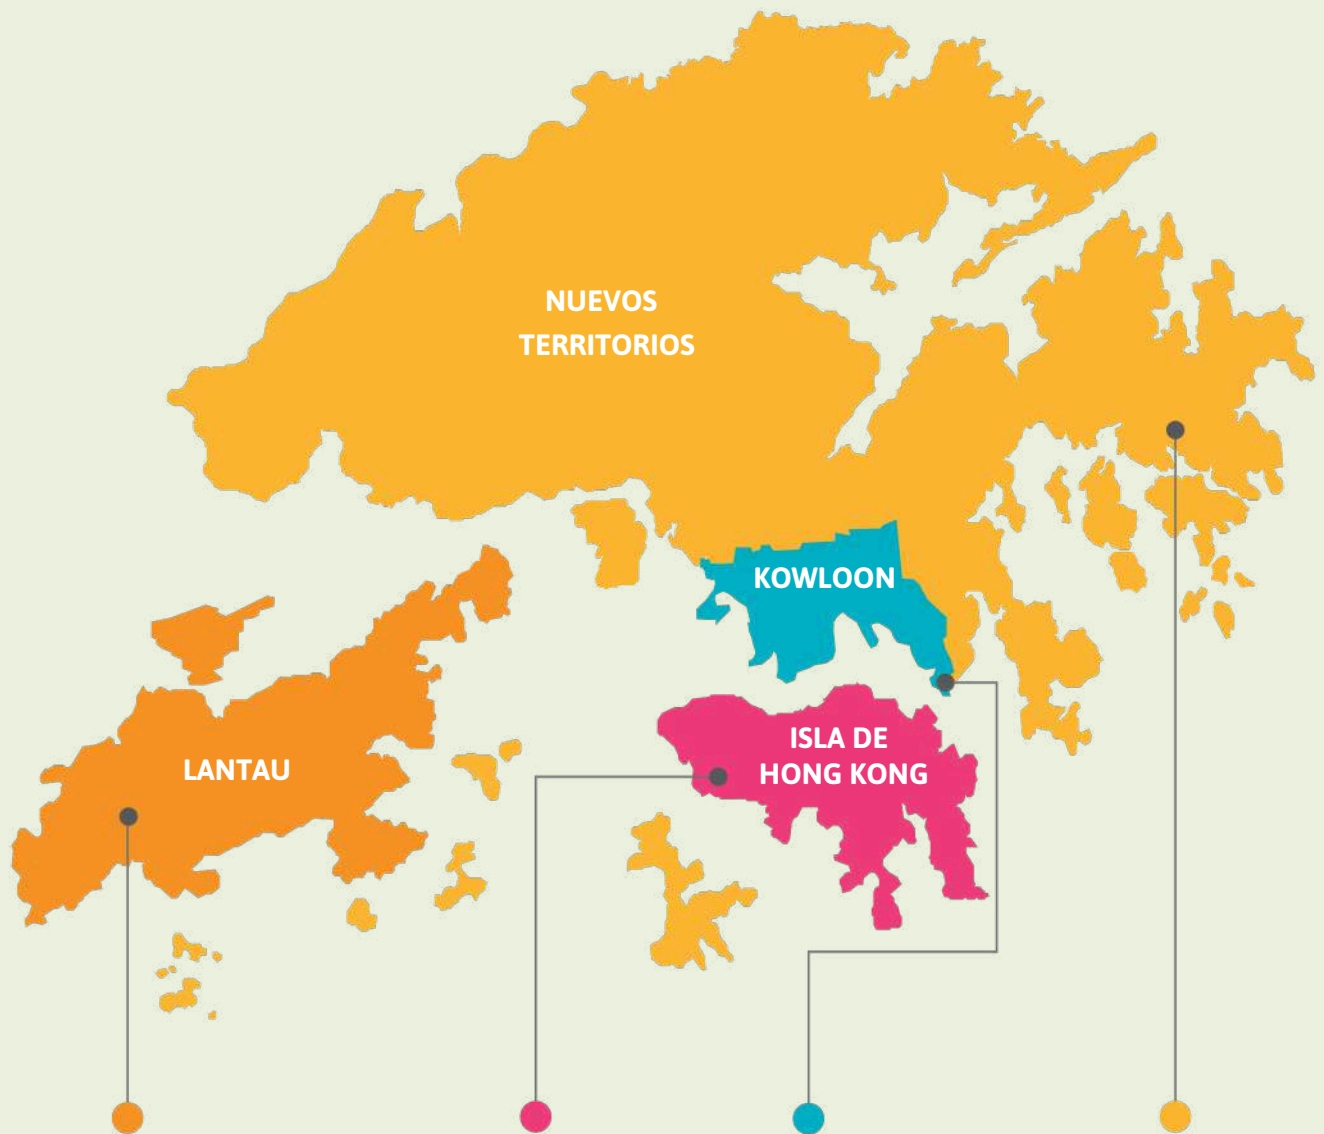 NUEVOS
TERRITORIOS
KOWLOON
ISLA DE
HONG KONG
LANTAU